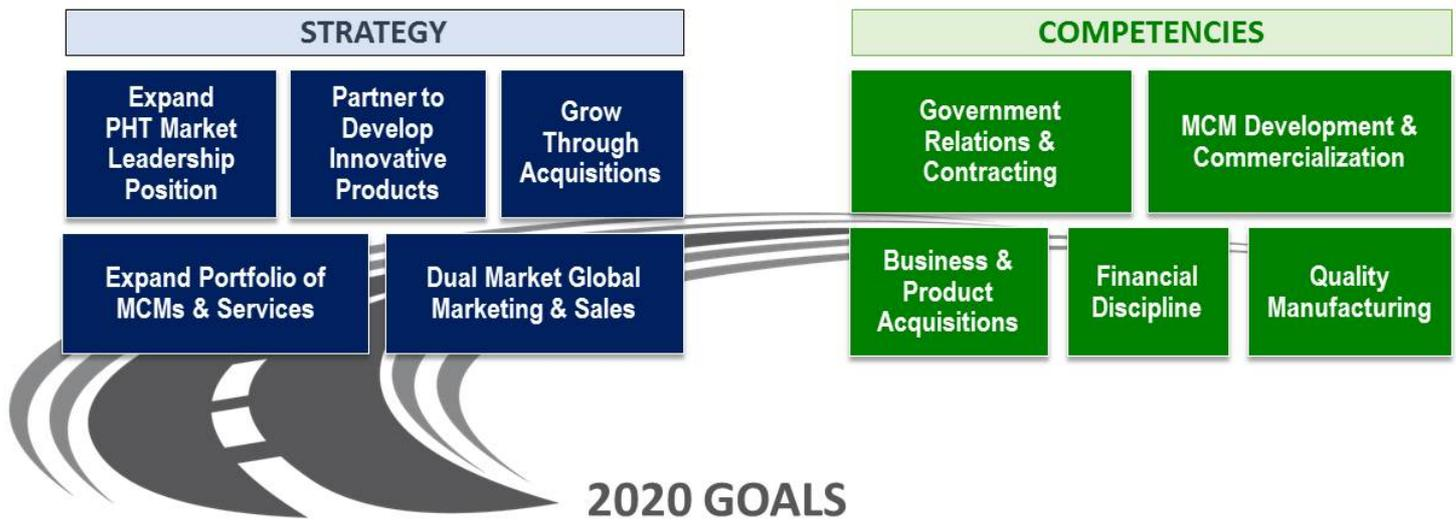 STRATEGY
Expand
PHT Market
Leadership
Position
Partner to
Develop
Innovative
Products
Grow
Through
Acquisitions
Expand Portfolio of
MCMs & Services
Dual Market Global
Marketing & Sales
COMPETENCIES
Government
Relations &
Contracting
MCM Development &
Commercialization
Business &
Product
Acquisitions
Financial
Discipline
Quality
Manufacturing
2020 GOALS